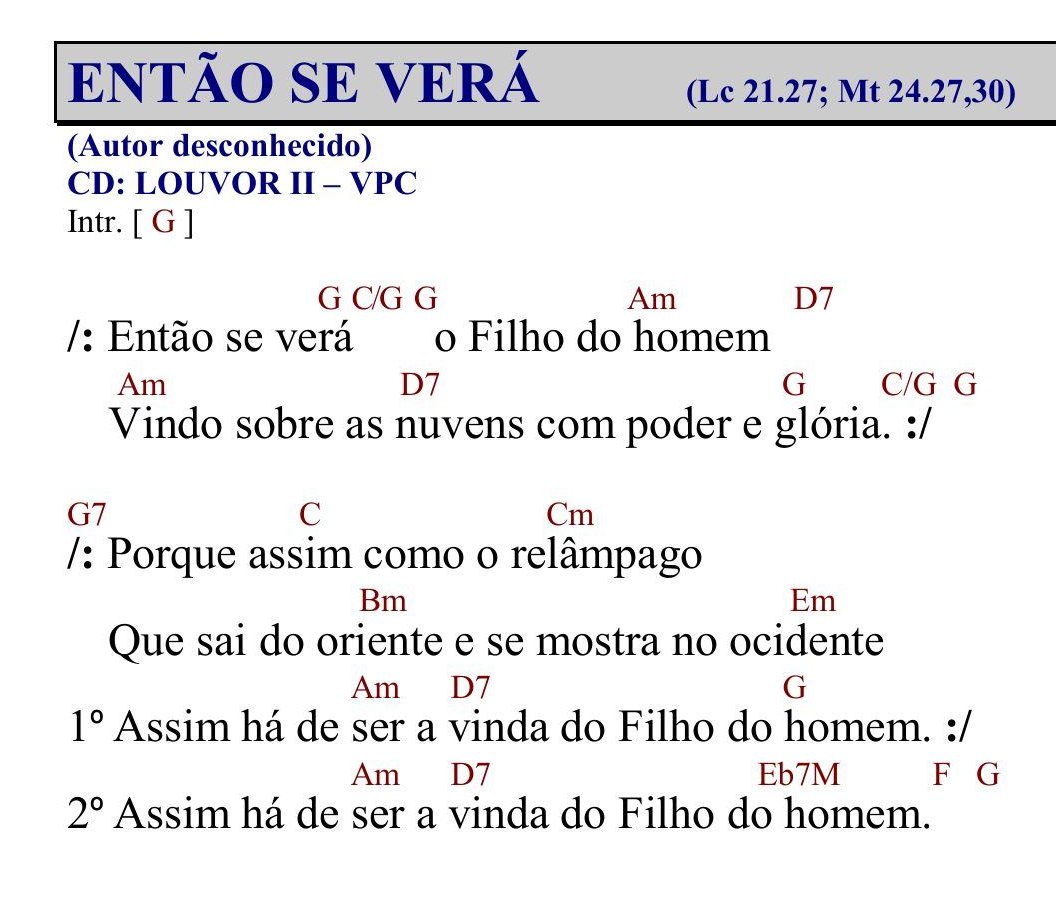 ENTÃO SE VERÁ (Lc 21.27; Mt 24.27,30)
(Autor desconhecido)
CD: LOUVOR II – VPC
Intr. [ G ]
G C/G G Am D7
/: Então se verá o Filho do homem
Am D7 G C/G G
Vindo sobre as nuvens com poder e glória. :/
G7 C Cm
/: Porque assim como o relâmpago
Bm Em
Que sai do oriente e se mostra no ocidente
Am D7 G
1º Assim há de ser a vinda do Filho do homem. :/
Am D7 Eb7M F G
2º Assim há de ser a vinda do Filho do homem.